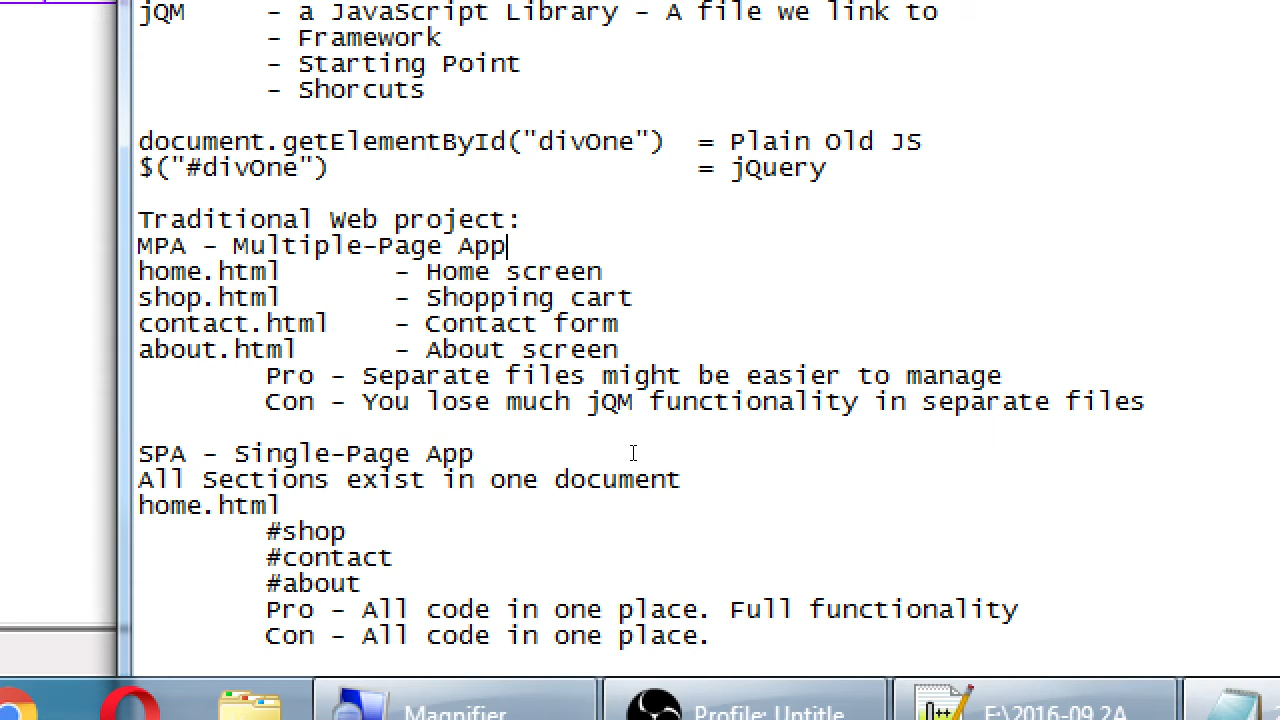 jQM - a JavaScript Library - A file we link to
- Framework
- Starting Point
- Shorcuts
document.getElementById("divOne") = Plain Old JS
$("#divOne") = jQuery
Traditional Web project:
MPA - Multiple-Page App
home.html - Home screen
shop.html - Shopping cart
contact.html - Contact form
about.html - About screen
Pro - Separate files might be easier to manage
Con - You lose much jQM functionality in separate files
SPA - Single-Page App
All Sections exist in one document
home.html
#shop
#contact
#about
Pro - All code in one place. Full functionality
Con - All code in one place.
Magnifier
Profile: Untitle
E:\2016-09.2A